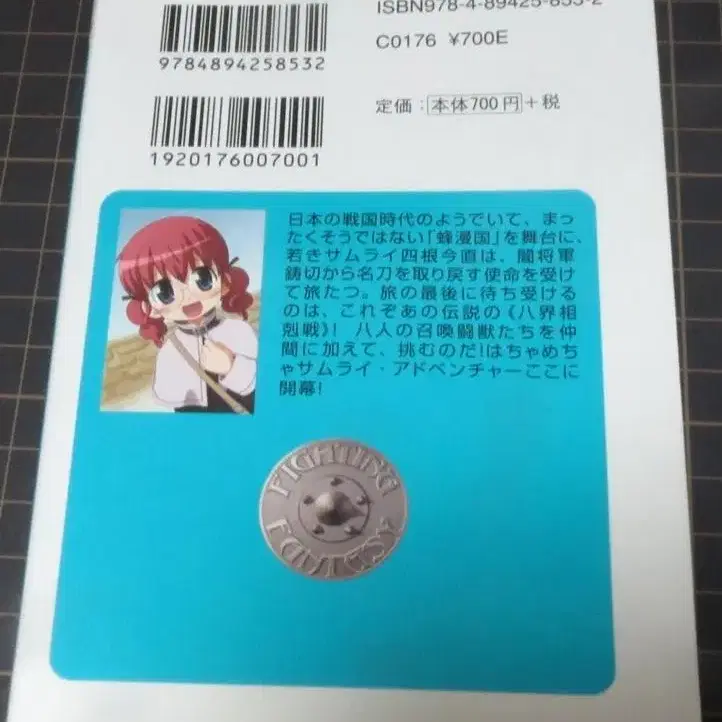 ISBN978-4-89425-853-2
9784894258532
C0176 ¥700E
1920176007001
定価：本体700円＋税
日本の戦国時代のようでいて、まっ
たくそうではない「蜂漫国」を舞台に、
若きサムライ四根今直は、闇将軍
鋳切から名刀を取り戻す使命を受け
て旅たつ。旅の最後に待ち受ける
のは、これぞあの伝説の《八界相
剋戦》！ 八人の召喚闘獣たちを仲
間に加えて、挑むのだ!はちゃめち
ゃサムライ・アドベンチャーここに
開幕!
FIGHTING
FANTASY